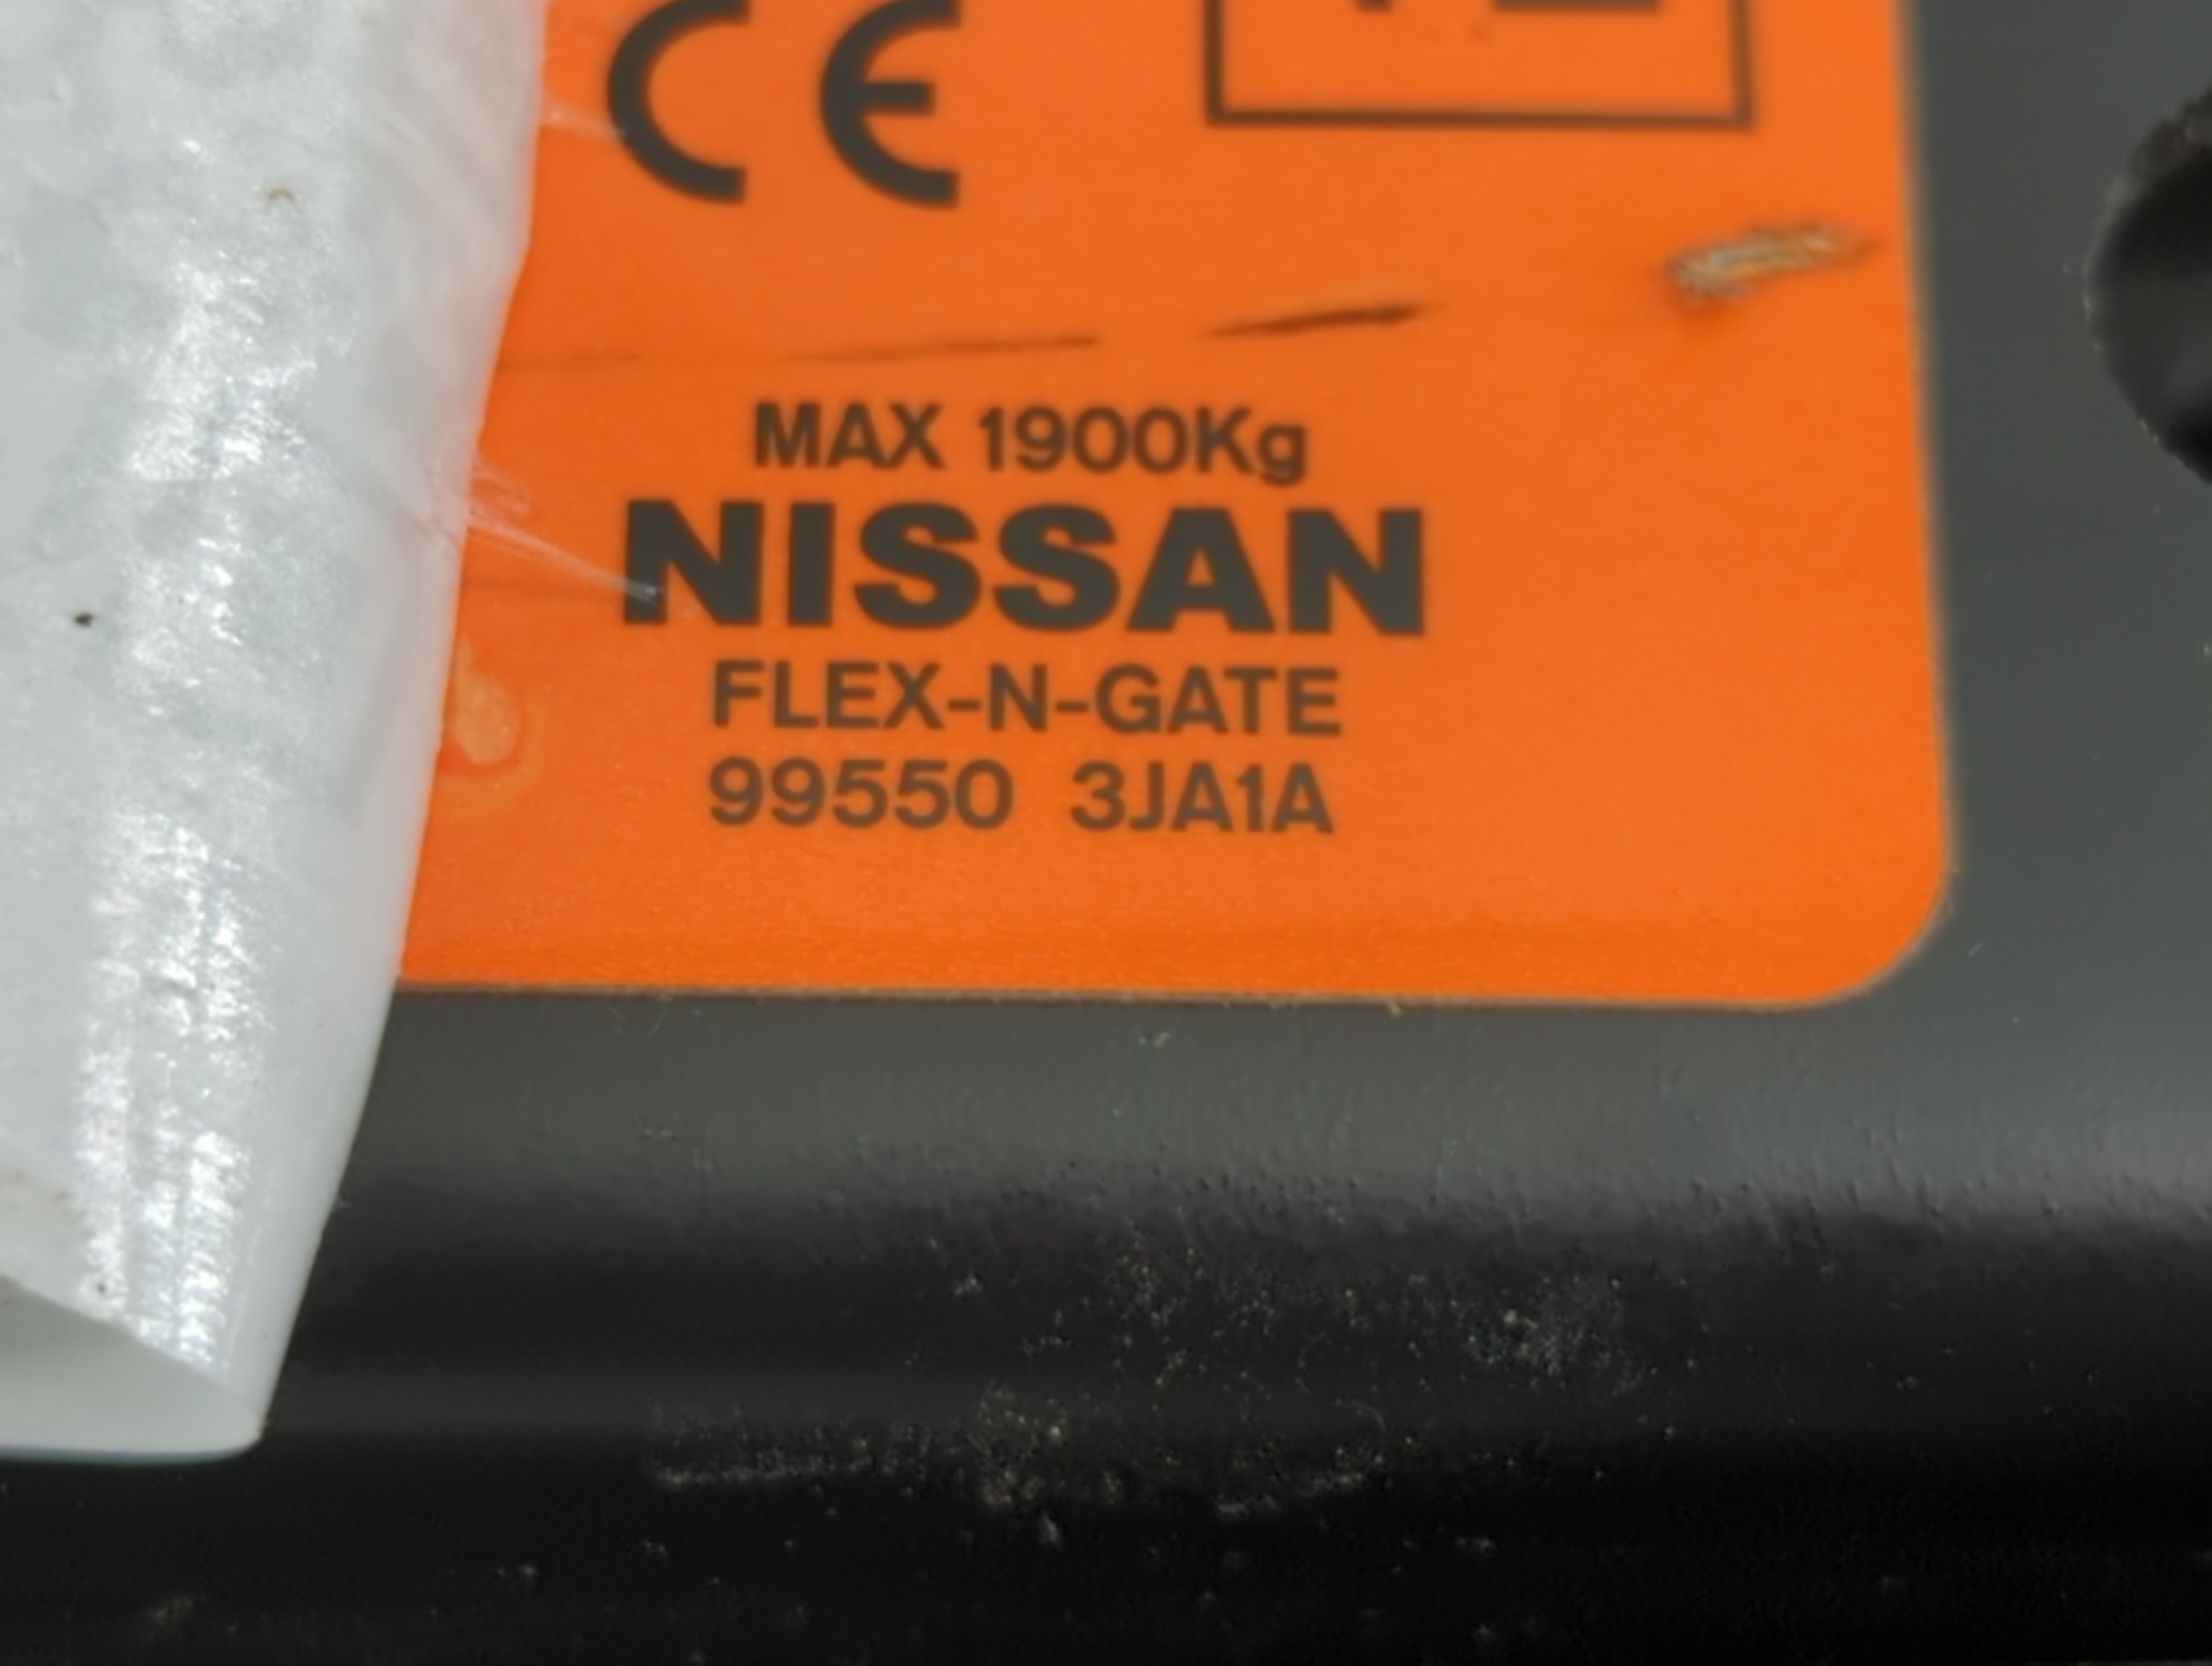 CE
MAX 1900Kg
NISSAN
FLEX-N-GATE
99550 3JA1A